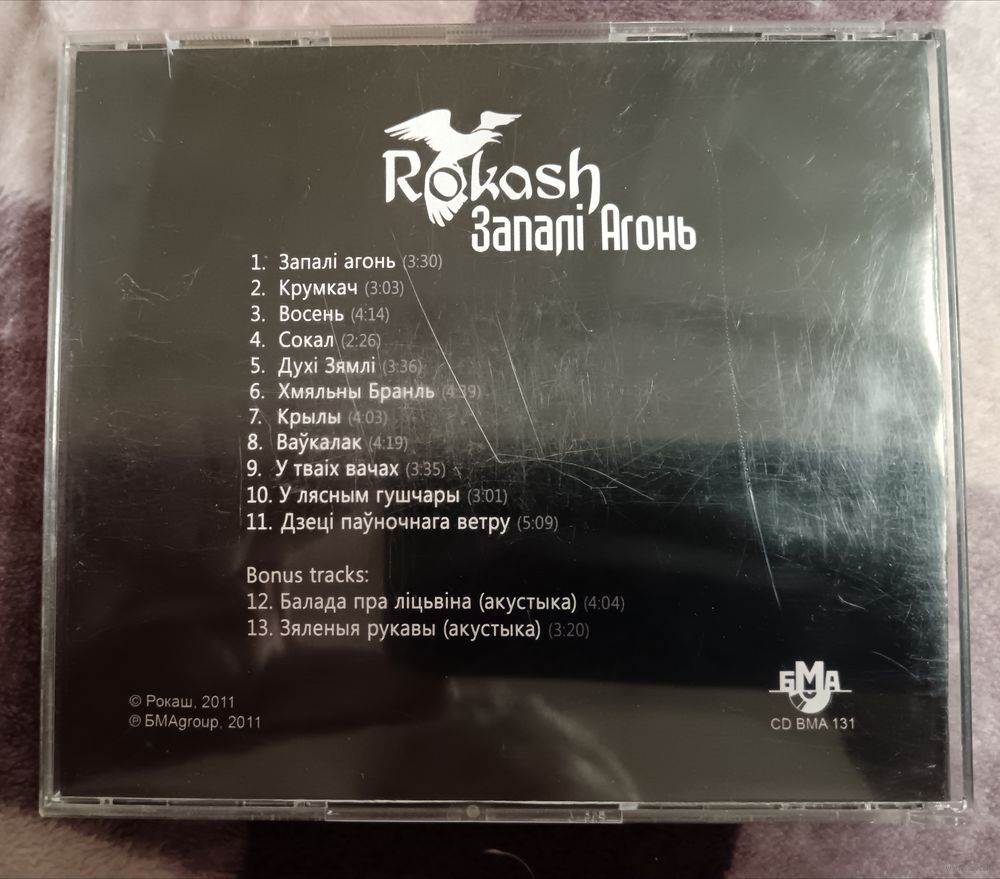 Rokash
Запалі Агонь
1. Запалі агонь (3:30)
2. Крумкач (3:03)
3. Восень (4:14)
4. Сокал (2:26)
5. Духі Зямлі (3:36)
6. Хмяльны Бранль (4:39)
7. Крылы (4:03)
8. Ваўкалак (4:19)
9. У тваіх вачах (3:35)
10. У лясным гушчары (3:01)
11. Дзеці паўночнага ветру (5:09)
Bonus tracks:
12. Балада пра ліцьвіна (акустыка) (4:04)
13. Зяленыя рукавы (акустыка) (3:20)
© Рокаш, 2011
℗ БМАgroup, 2011
БМА
CD BMA 131